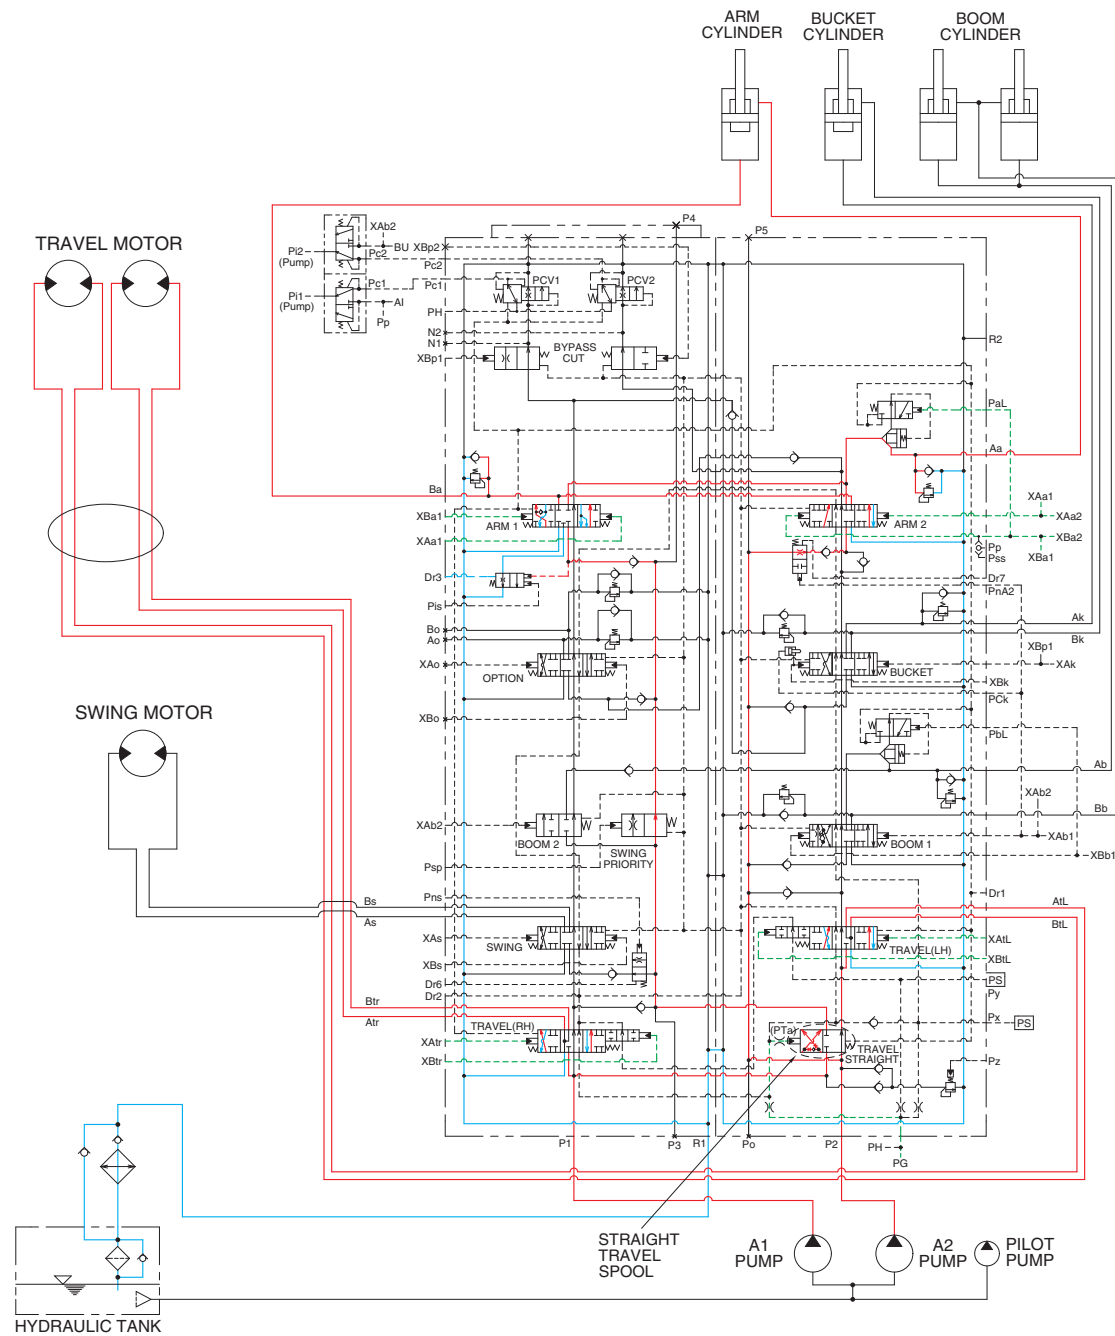 ARM
CYLINDER
BUCKET
CYLINDER
BOOM
CYLINDER
TRAVEL MOTOR
XAb2
Pi2
(Pump)
BU
Pc2
XBp2
Pc2
P4
P5
Pc1
Pi1
(Pump)
AI
Pp
Pc1
PCV1
PCV2
PH
N2
N1
XBp1
BYPASS
CUT
R2
PaL
Aa
Ba
XBa1
ARM 1
XAa1
ARM 2
XAa1
XAa2
XBa2
XBa1
Pp
Pss
Dr3
Pis
Dr7
PnA2
Bo
Ao
Ak
Bk
XAo
OPTION
XBo
BUCKET
XBp1
XAk
XBk
PCk
PbL
SWING MOTOR
Ab
XAb2
Bb
XAb2
BOOM 2
SWING
PRIORITY
Psp
BOOM 1
XAb1
XBb1
Pns
Dr1
Bs
As
AtL
BtL
XAs
SWING
XBs
Dr6
Dr2
TRAVEL(LH)
XAtL
XBtL
PS
Py
Btr
Atr
TRAVEL(RH)
XAtr
XBtr
(PTa)
TRAVEL
STRAIGHT
Px
PS
Pz
P1
P3
R1
Po
P2
PH
PG
STRAIGHT
TRAVEL
SPOOL
A1
PUMP
A2
PUMP
PILOT
PUMP
HYDRAULIC TANK